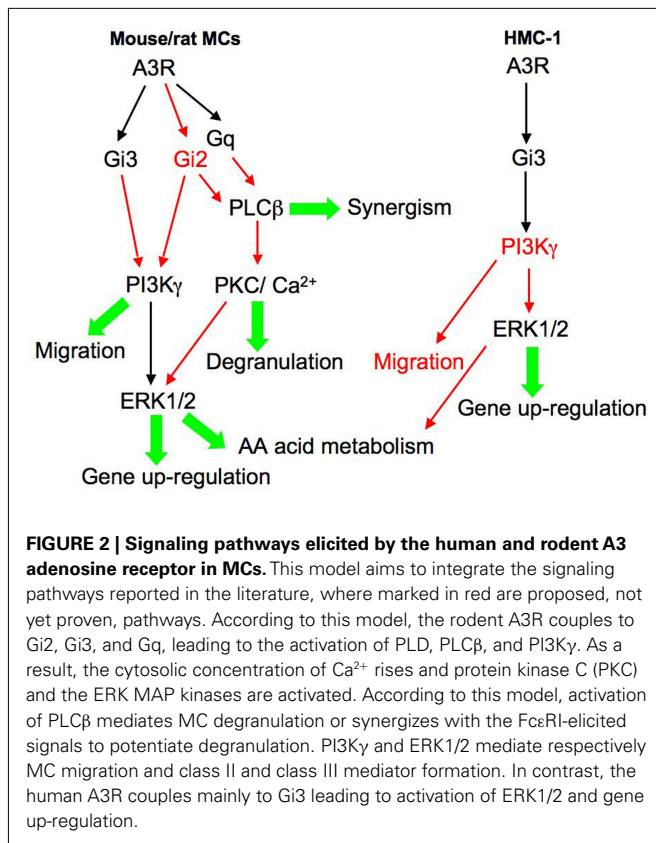 Mouse/rat MCs
HMC-1
A3R
A3R
Gq
Gi3
Gi2
Gi3
PLCβ
Synergism
PI3Kγ
PI3Kγ
PKC/ Ca²⁺
ERK1/2
Migration
Degranulation
Migration
ERK1/2
Gene up-regulation
AA acid metabolism
Gene up-regulation
FIGURE 2 | Signaling pathways elicited by the human and rodent A3
adenosine receptor in MCs. This model aims to integrate the signaling
pathways reported in the literature, where marked in red are proposed, not
yet proven, pathways. According to this model, the rodent A3R couples to
Gi2, Gi3, and Gq, leading to the activation of PLD, PLCβ, and PI3Kγ. As a
result, the cytosolic concentration of Ca²⁺ rises and protein kinase C (PKC)
and the ERK MAP kinases are activated. According to this model, activation
of PLCβ mediates MC degranulation or synergizes with the FcεRI-elicited
signals to potentiate degranulation. PI3Kγ and ERK1/2 mediate respectively
MC migration and class II and class III mediator formation. In contrast, the
human A3R couples mainly to Gi3 leading to activation of ERK1/2 and gene
up-regulation.